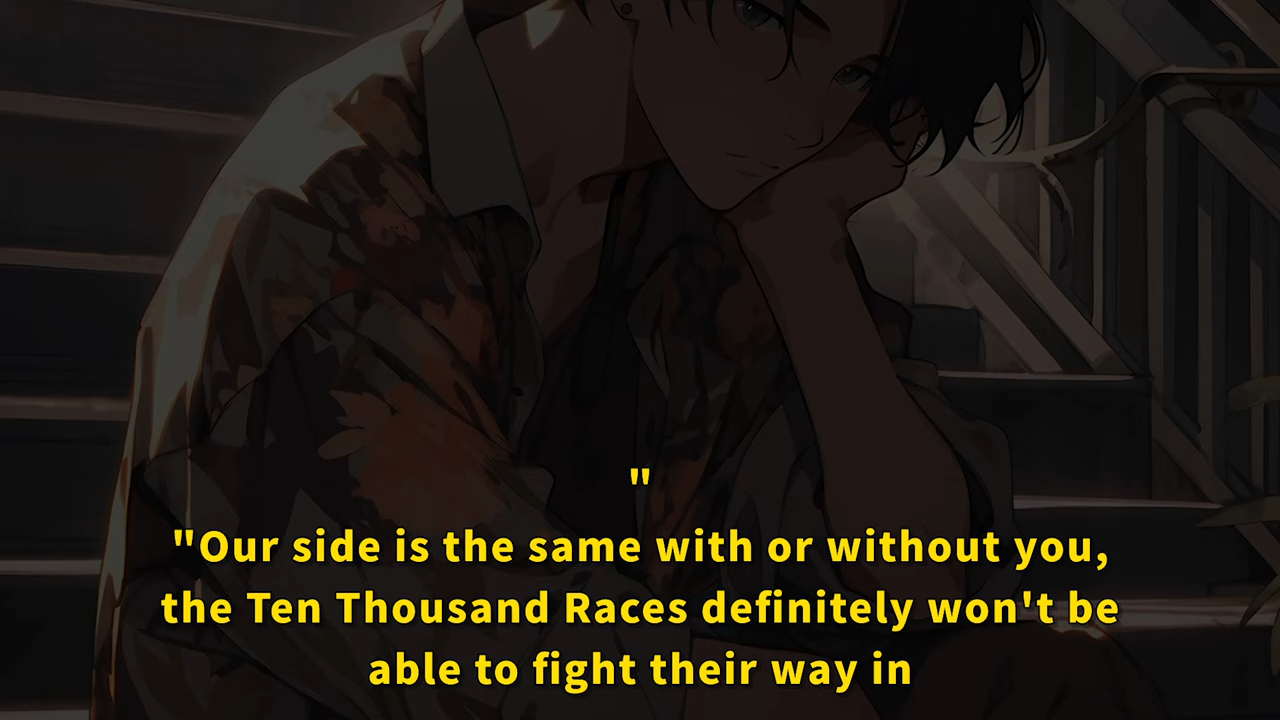 "
"Our side is the same with or without you,
the Ten Thousand Races definitely won't be
able to fight their way in